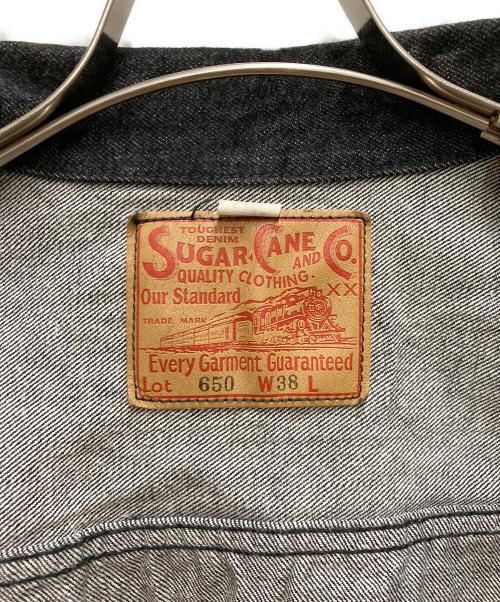 TOUGHEST
DENIM
SUGAR CANE AND CO.
QUALITY CLOTHING.
Our Standard XX
TRADE MARK
Every Garment Guaranteed
Lot 650 W38 L